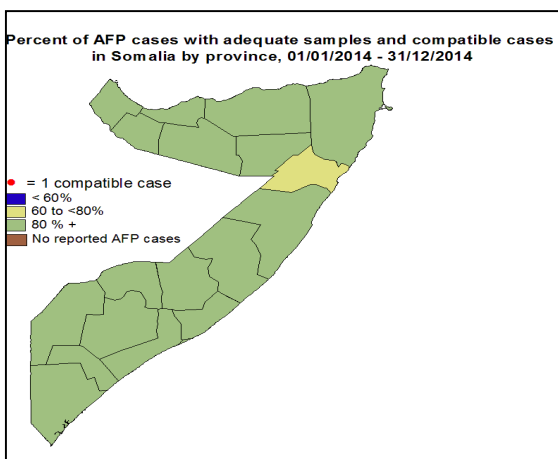 Percent of AFP cases with adequate samples and compatible cases
in Somalia by province, 01/01/2014 - 31/12/2014
= 1 compatible case
< 60%
60 to <80%
80 % +
No reported AFP cases